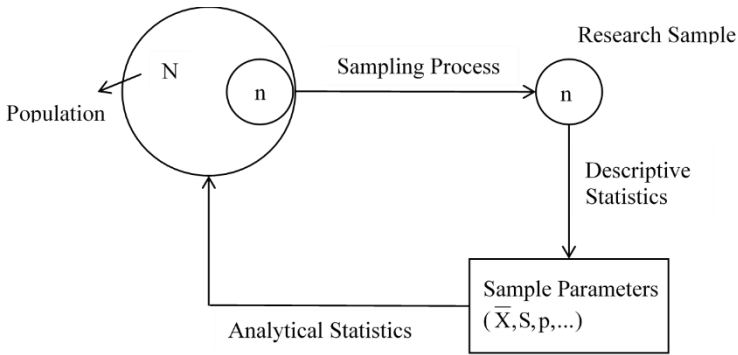 Research Sample
N
Sampling Process
n
n
Population
Descriptive
Statistics
Sample Parameters
(X̅,S,p,...)
Analytical Statistics